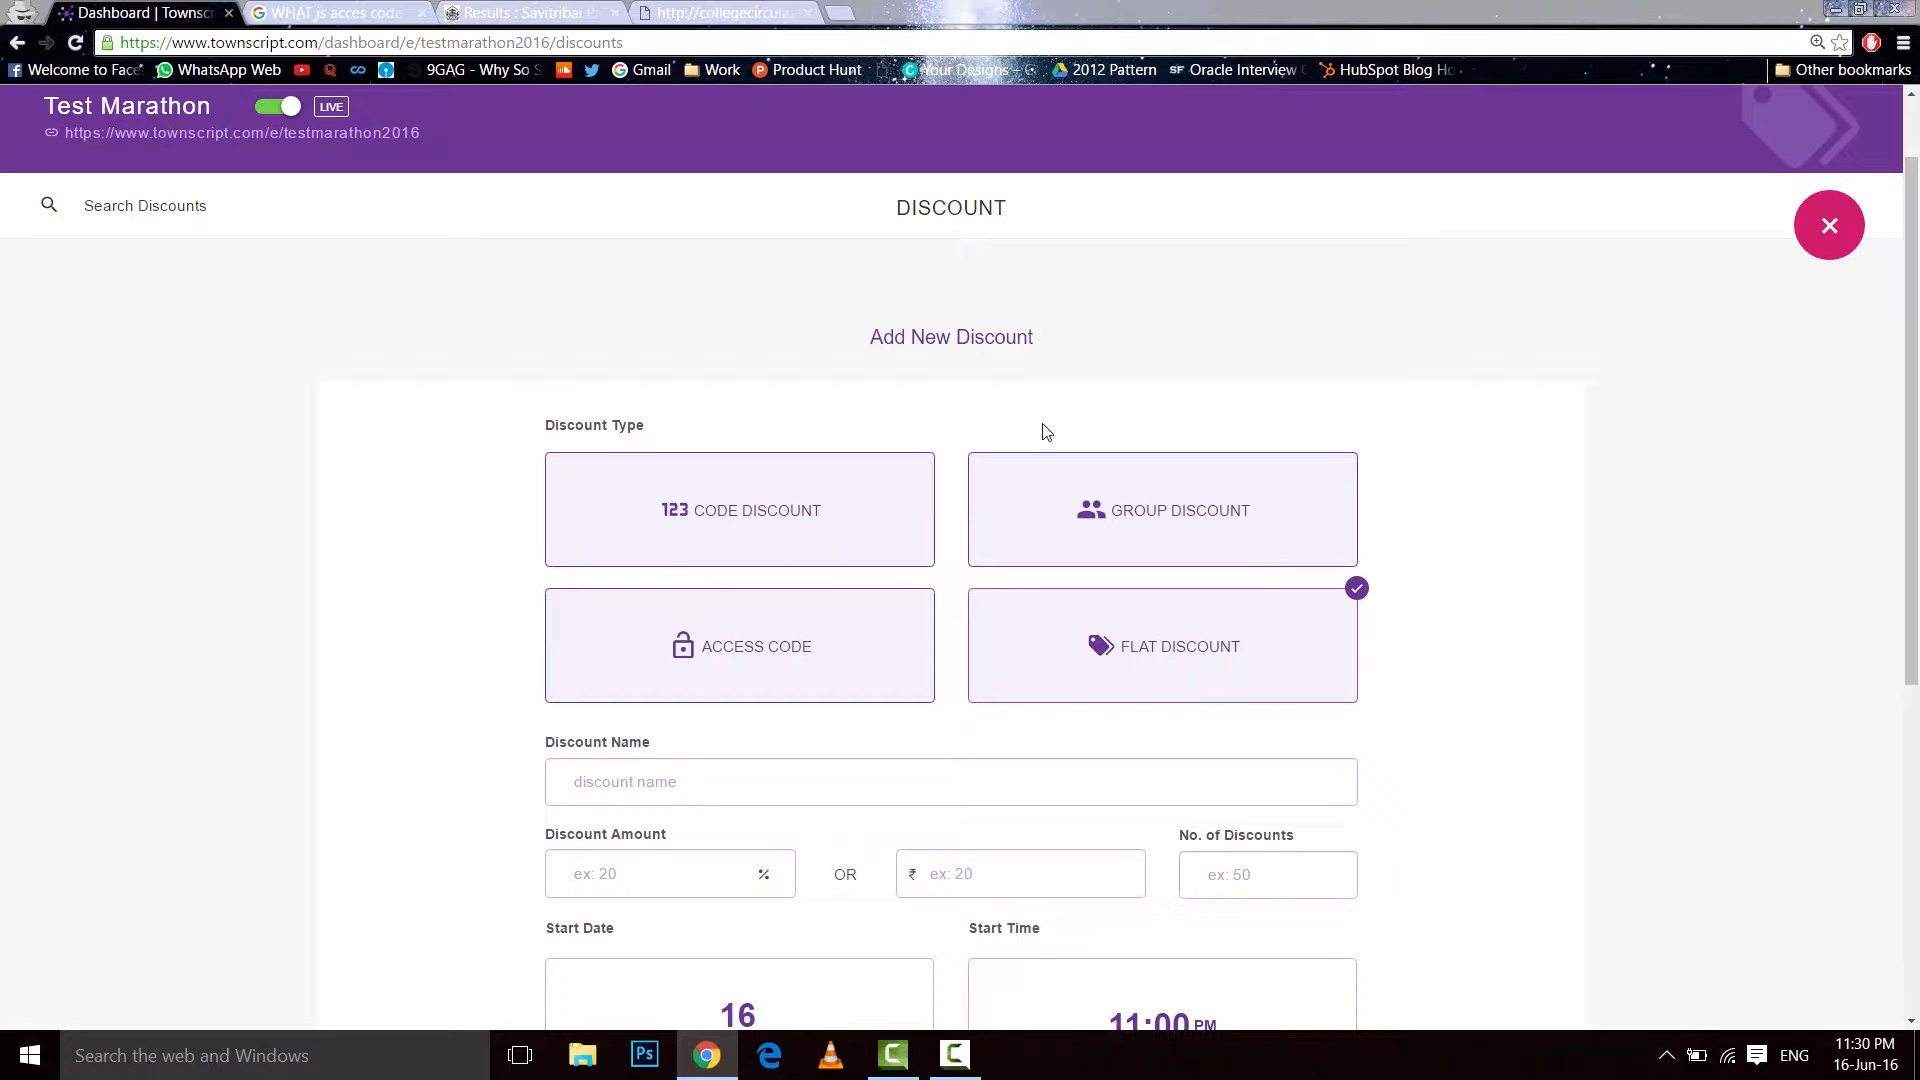 Dashboard | Townscr
WHAT is acces code
Results : Savitribai P
http://collegecircula
https://www.townscript.com/dashboard/e/testmarathon2016/discounts
Welcome to Face
WhatsApp Web
9GAG - Why So S
Gmail
Work
Product Hunt
Your Designs –
2012 Pattern
Oracle Interview
HubSpot Blog Ho
Other bookmarks
Test Marathon
LIVE
https://www.townscript.com/e/testmarathon2016
Search Discounts
DISCOUNT
Add New Discount
Discount Type
123 CODE DISCOUNT
GROUP DISCOUNT
ACCESS CODE
FLAT DISCOUNT
Discount Name
discount name
Discount Amount
No. of Discounts
ex: 20 %
OR
₹ ex: 20
ex: 50
Start Date
Start Time
16
11:00 PM
Search the web and Windows
Ps
ENG
11:30 PM
16-Jun-16